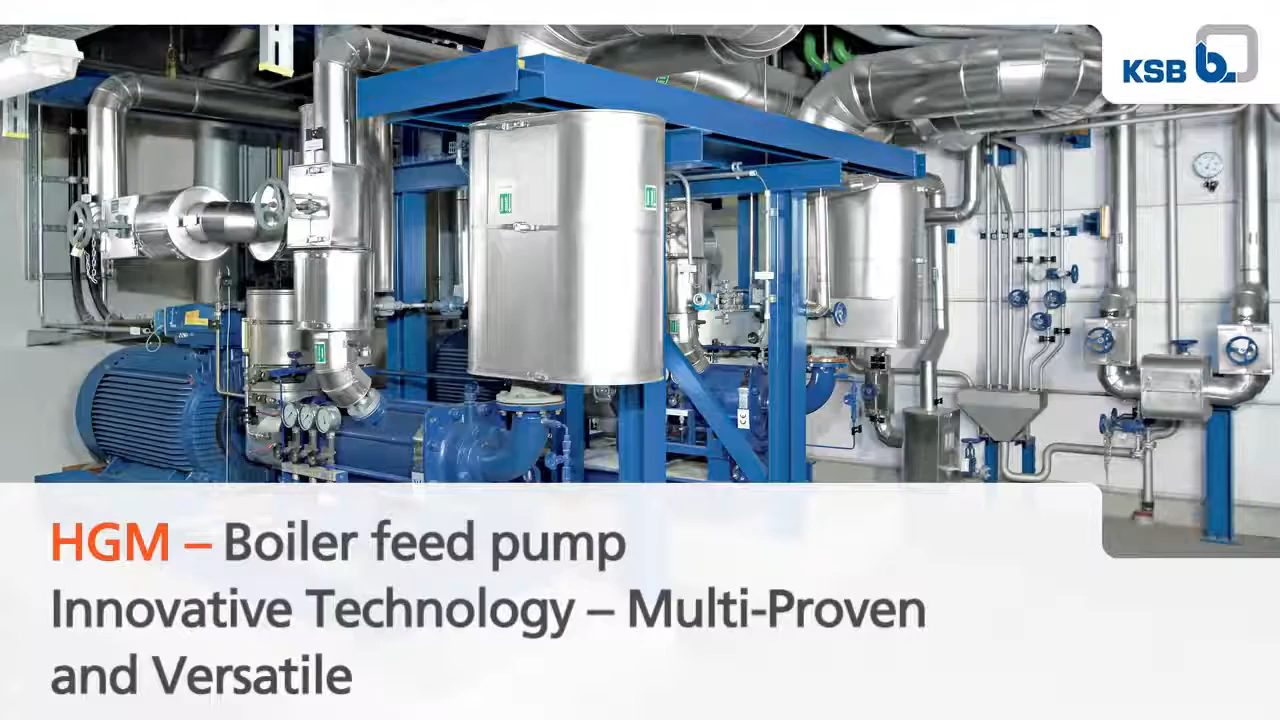 KSB
HGM – Boiler feed pump
Innovative Technology – Multi-Proven
and Versatile